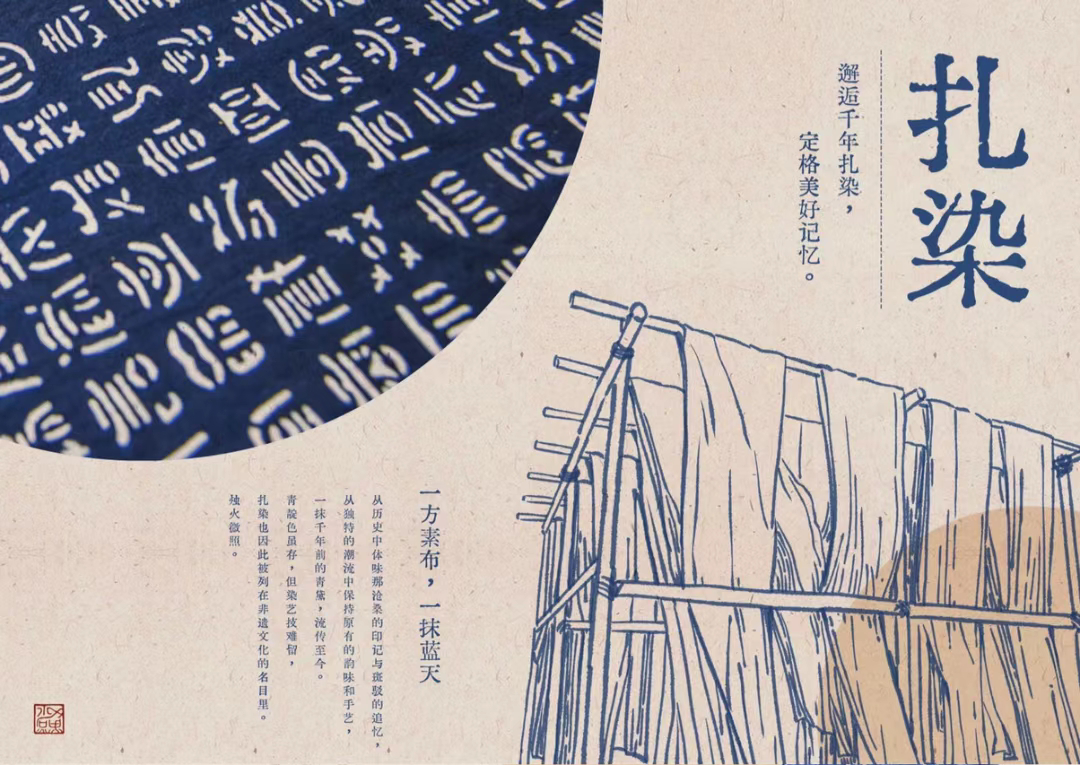 扎染
邂逅千年扎染，
定格美好记忆。
一方素布，一抹蓝天
从历史中体味那沧桑的印记与斑驳的追忆，
从独特的潮流中保持原有的韵味和手艺，
一抹千年前的青黛，流传至今。
青靛色虽存，但染艺技难留，
扎染也因此被列在非遗文化的名目里。
烛火微照。